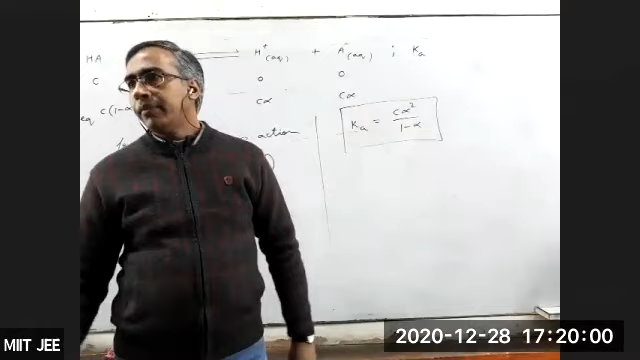 HA ⇌ H⁺(aq) + A⁻(aq) ; Ka
C 0 0
eq C(1-α Cα Cα
action
Ka = Cα²/1-α
MIIT JEE
2020-12-28 17:20:00